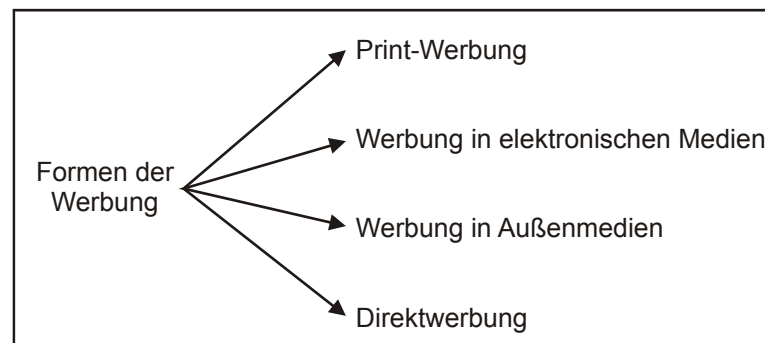 Print-Werbung
Werbung in elektronischen Medien
Formen der
Werbung
Werbung in Außenmedien
Direktwerbung